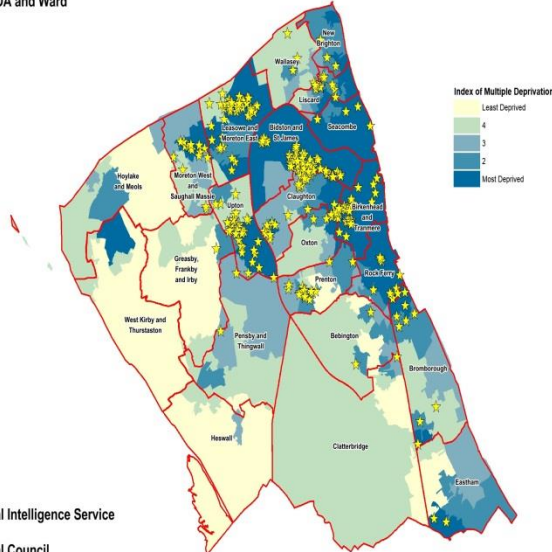 OA and Ward
New
Brighton
Wallasey
Liscard
Index of Multiple Deprivation
Least Deprived
4
3
2
Most Deprived
Leasowe and
Moreton East
Bidston and
St James
Seacombe
Hoylake
and Meols
Moreton West
and
Saughall Massie
Claughton
Birkenhead
and
Tranmere
Upton
Oxton
Greasby,
Frankby
and Irby
Prenton
Rock Ferry
West Kirby and
Thurstaston
Pensby and
Thingwall
Bebington
Bromborough
Heswall
Clatterbridge
Eastham
al Intelligence Service
al Council